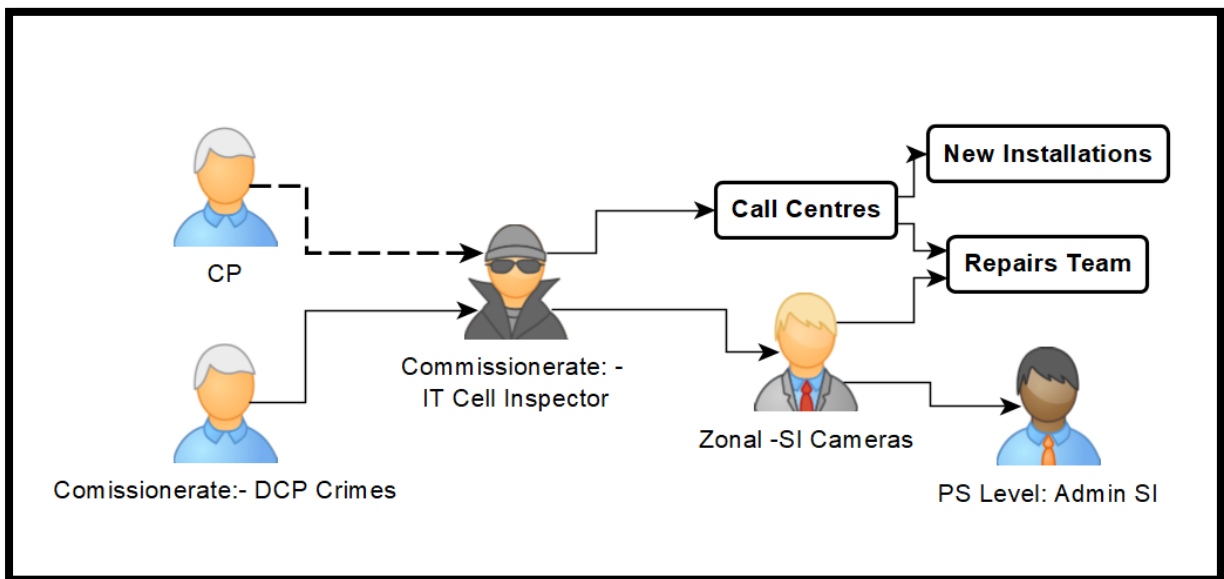 New Installations
Call Centres
Repairs Team
CP
Commissionerate: -
IT Cell Inspector
Zonal -SI Cameras
Comissionerate:- DCP Crimes
PS Level: Admin SI